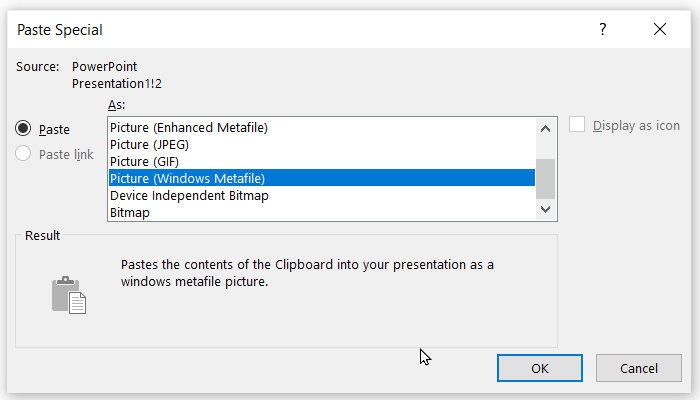 Paste Special
Source: PowerPoint
Presentation1!2
As:
Paste
Paste link
Picture (Enhanced Metafile)
Picture (JPEG)
Picture (GIF)
Picture (Windows Metafile)
Device Independent Bitmap
Bitmap
Display as icon
Result
Pastes the contents of the Clipboard into your presentation as a
windows metafile picture.
OK
Cancel